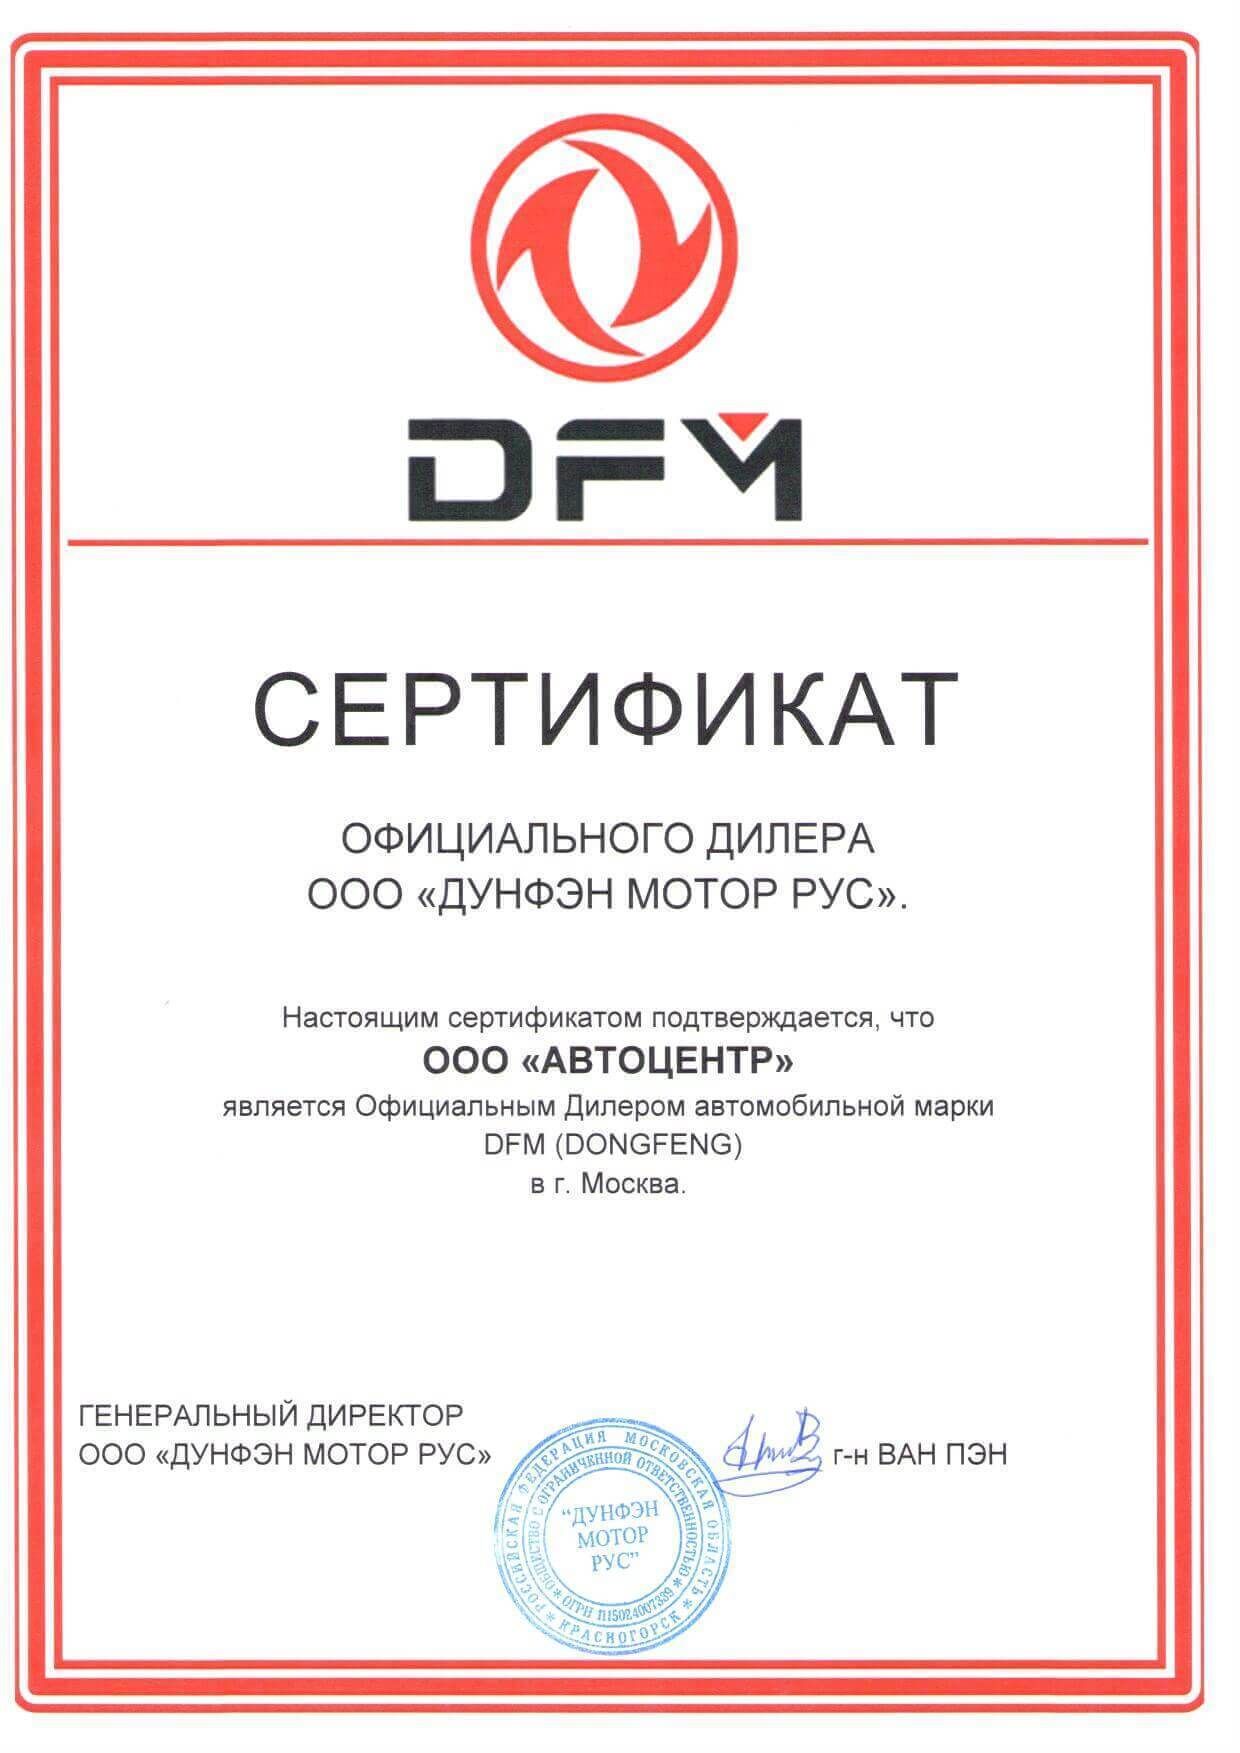 DFM
СЕРТИФИКАТ
ОФИЦИАЛЬНОГО ДИЛЕРА
ООО «ДУНФЭН МОТОР РУС».
Настоящим сертификатом подтверждается, что
ООО «АВТОЦЕНТР»
является Официальным Дилером автомобильной марки
DFM (DONGFENG)
в г. Москва.
ГЕНЕРАЛЬНЫЙ ДИРЕКТОР
ООО «ДУНФЭН МОТОР РУС»
г-н ВАН ПЭН
РОССИЙСКАЯ ФЕДЕРАЦИЯ МОСКОВСКАЯ ОБЛАСТЬ
* КРАСНОГОРСК *
ОБЩЕСТВО С ОГРАНИЧЕННОЙ ОТВЕТСТВЕННОСТЬЮ
* ОГРН 1115024007339 *
“ДУНФЭН
МОТОР
РУС”